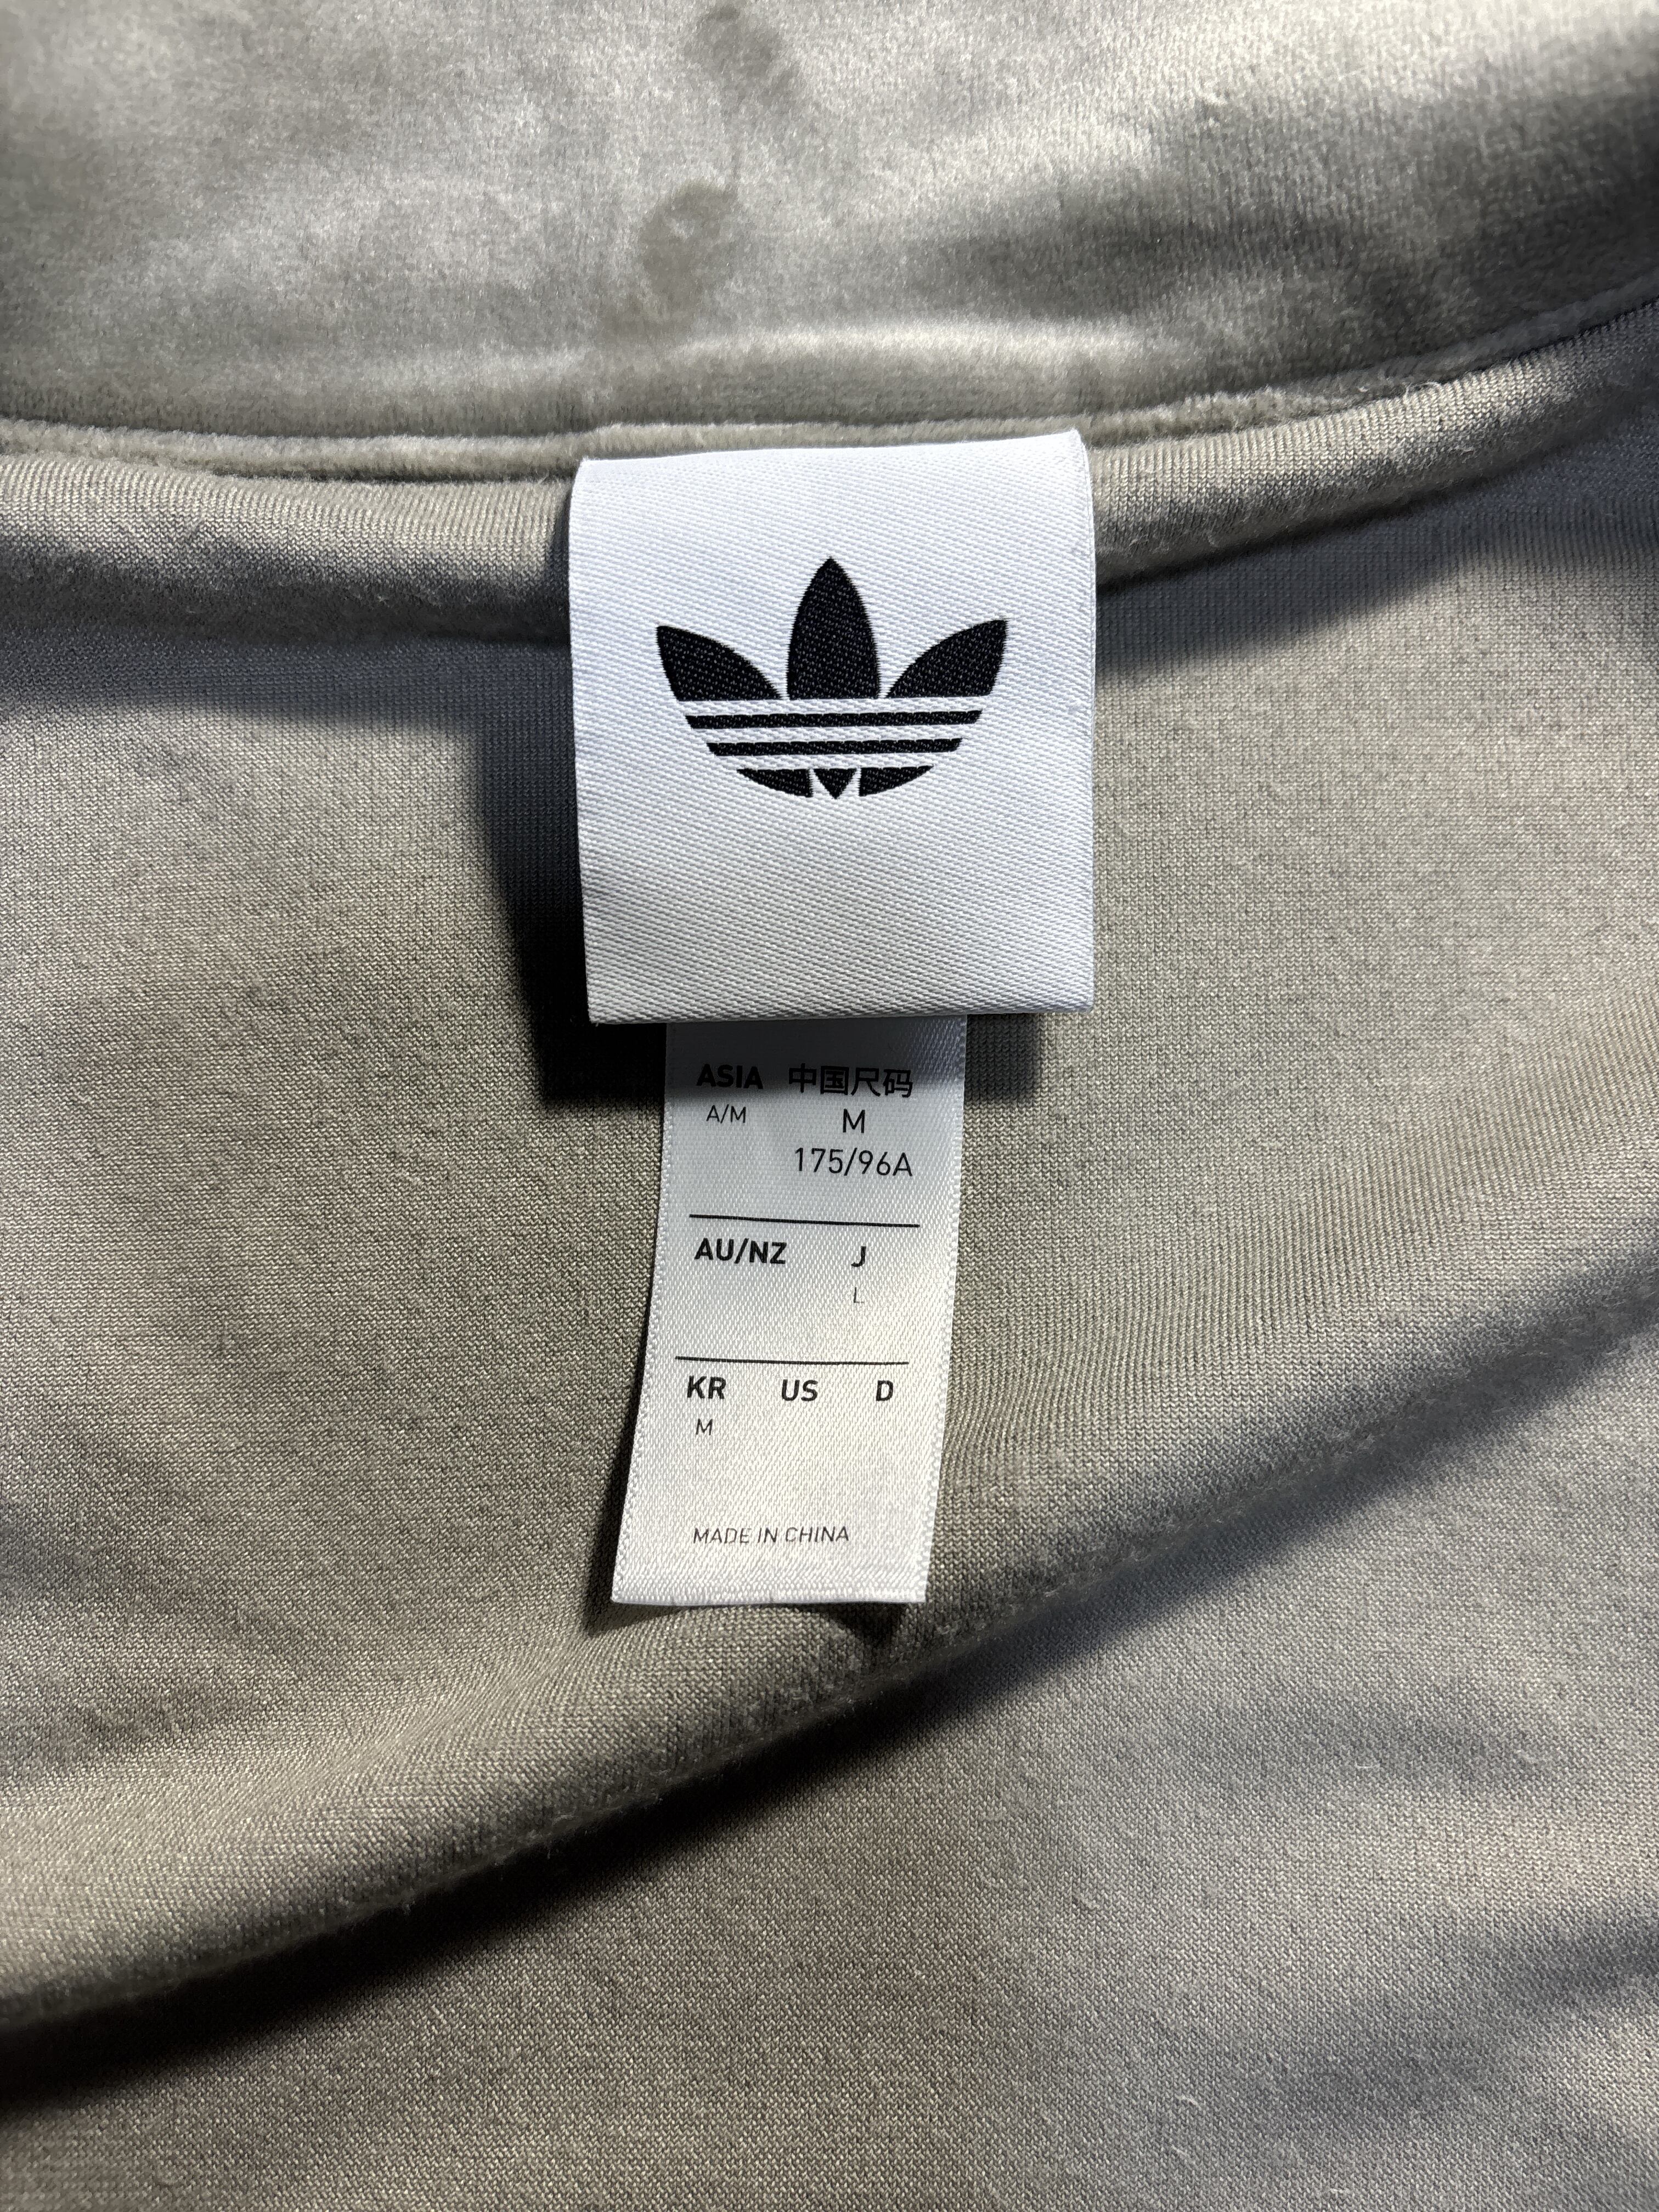 ASIA 中国尺码
A/M M
175/96A
AU/NZ J
L
KR US D
M
MADE IN CHINA